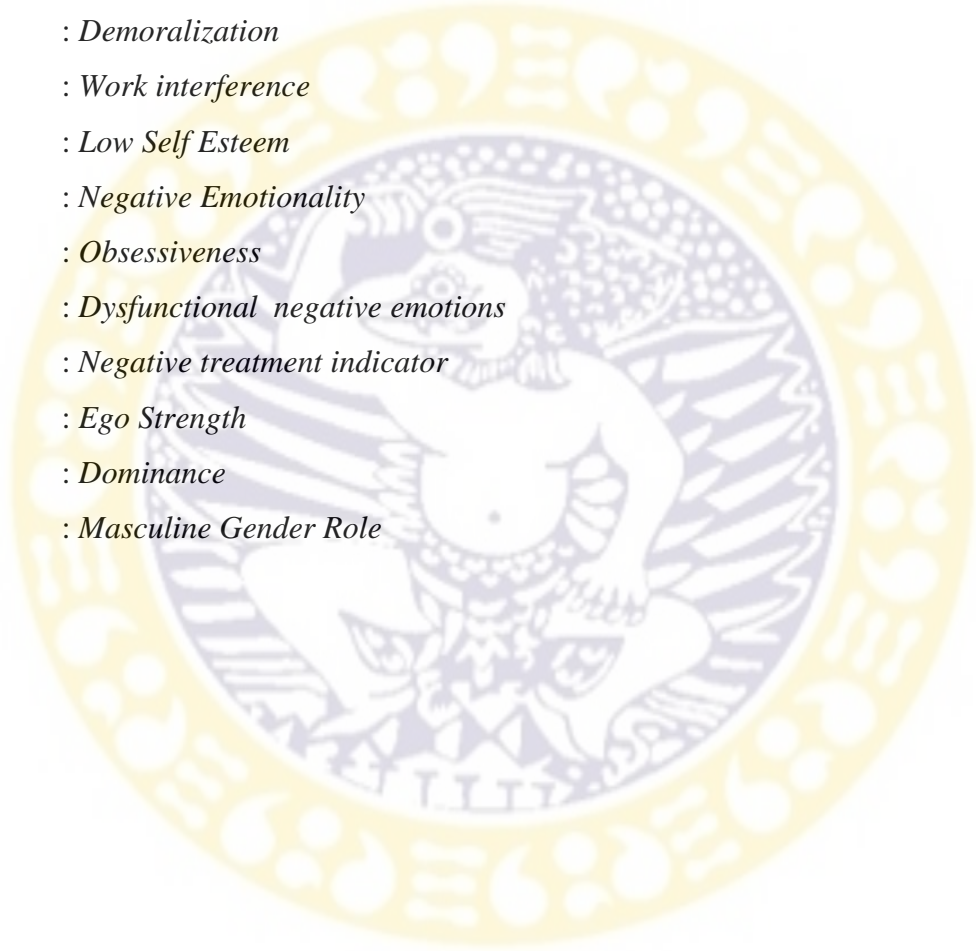 : Demoralization
: Work interference
: Low Self Esteem
: Negative Emotionality
: Obsessiveness
: Dysfunctional  negative emotions
: Negative treatment indicator
: Ego Strength
: Dominance
: Masculine Gender Role